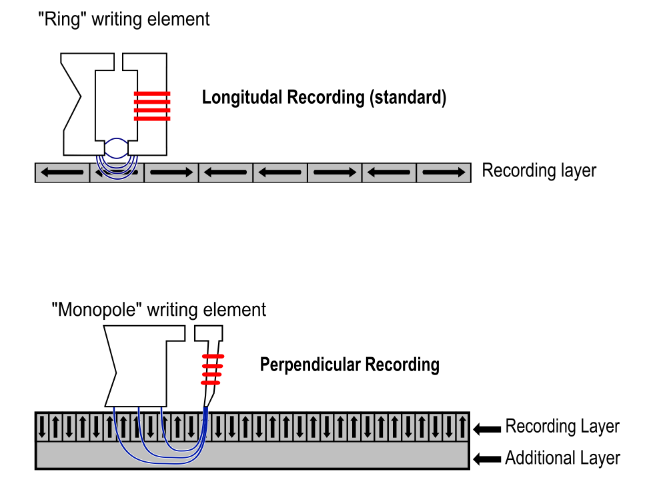 "Ring" writing element
Longitudal Recording (standard)
Recording layer
"Monopole" writing element
Perpendicular Recording
Recording Layer
Additional Layer